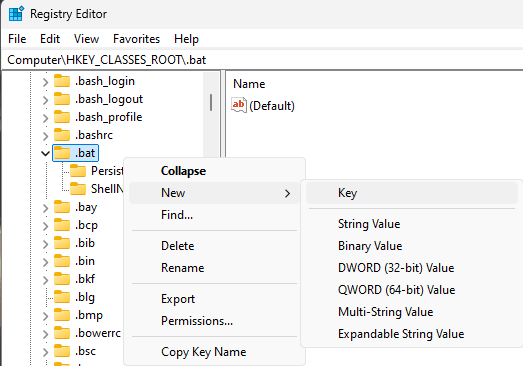 Registry Editor
File Edit View Favorites Help
Computer\HKEY_CLASSES_ROOT\.bat
.bash_login
.bash_logout
.bash_profile
.bashrc
.bat
Persist
ShellN
.bay
.bcp
.bib
.bin
.bkf
.blg
.bmp
.bowerrc
.bsc
Name
ab (Default)
Collapse
New
Find...
Delete
Rename
Export
Permissions...
Copy Key Name
Key
String Value
Binary Value
DWORD (32-bit) Value
QWORD (64-bit) Value
Multi-String Value
Expandable String Value